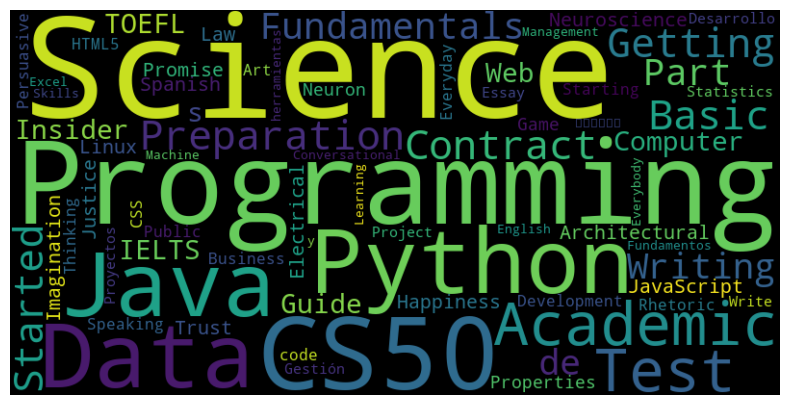 Science
Programming
Python
Java
CS50
Data
Academic
Test
Fundamentals
TOEFL
Law
HTML5
Persuasive
Excel
Skills
Promise
Spanish
Art
herramientas
Neuron
Everyday
Web
Essay
Management
Neuroscience
Desarrollo
Getting
Part
Statistics
Starting
Game
Basic
Insider
s
Preparation
Contract
Computer
Linux
Machine
Conversational
Justice
Thinking
Imagination
CSS
Public
Proyectos
IELTS
Business
Electrical
Learning
y
Project
English
Architectural
Everybody
Fundamentos
Writing
JavaScript
Started
Guide
Happiness
Development
Rhetoric
Write
Speaking
Trust
code
Gestión
de
Properties